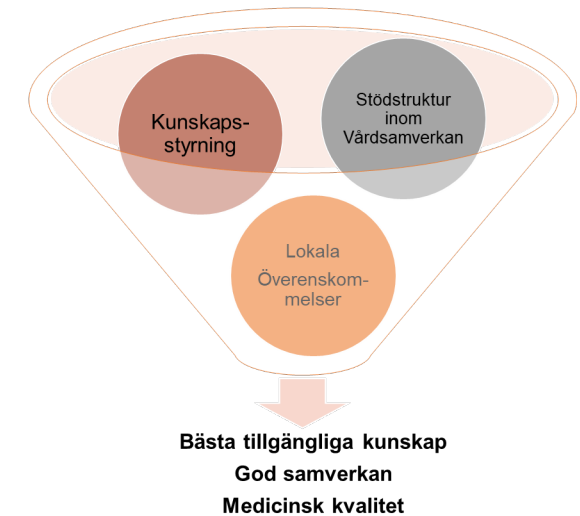 Kunskaps-
styrning
Stödstruktur
inom
Vårdsamverkan
Lokala
Överenskom-
melser
Bästa tillgängliga kunskap
God samverkan
Medicinsk kvalitet